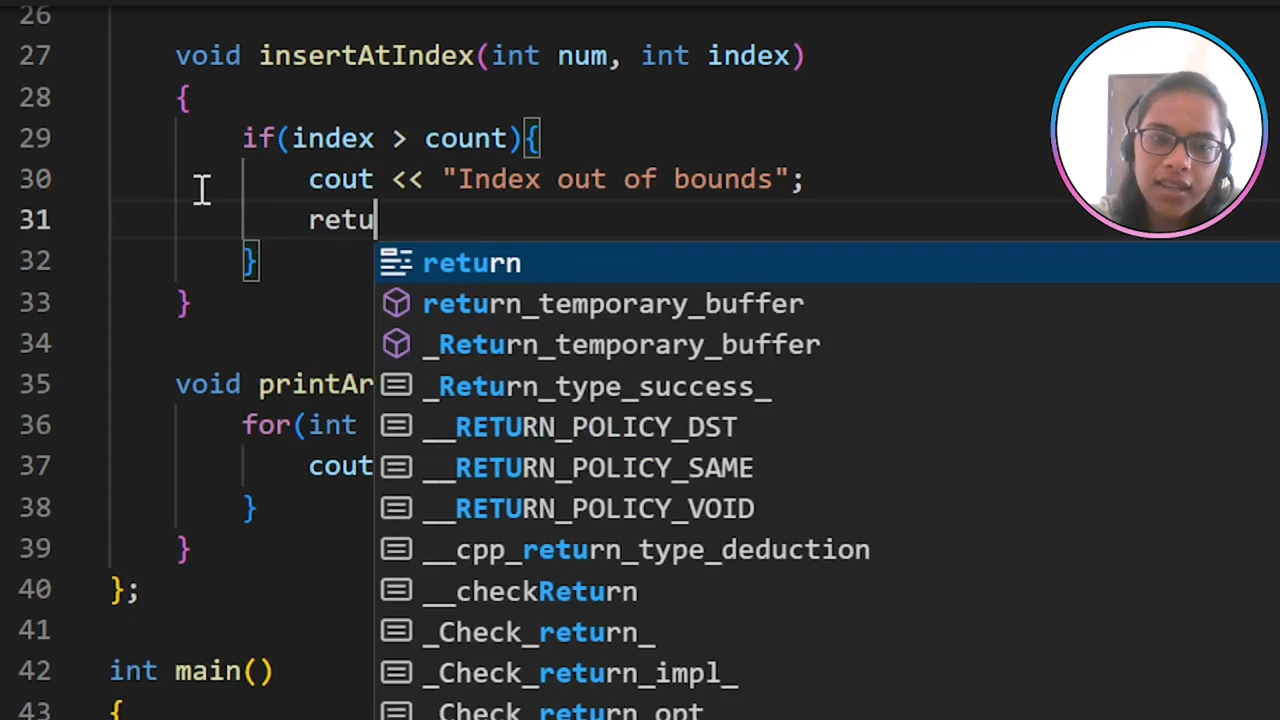 26
27 void insertAtIndex(int num, int index)
28 {
29 if(index > count){
30 cout << "Index out of bounds";
31 retu
32 }
33 }
34
35 void printAr
36 for(int
37 cout
38 }
39 }
40 };
41
42 int main()
43 {
return
return_temporary_buffer
_Return_temporary_buffer
_Return_type_success_
__RETURN_POLICY_DST
__RETURN_POLICY_SAME
__RETURN_POLICY_VOID
__cpp_return_type_deduction
__checkReturn
_Check_return_
_Check_return_impl_
_Check_return_opt_